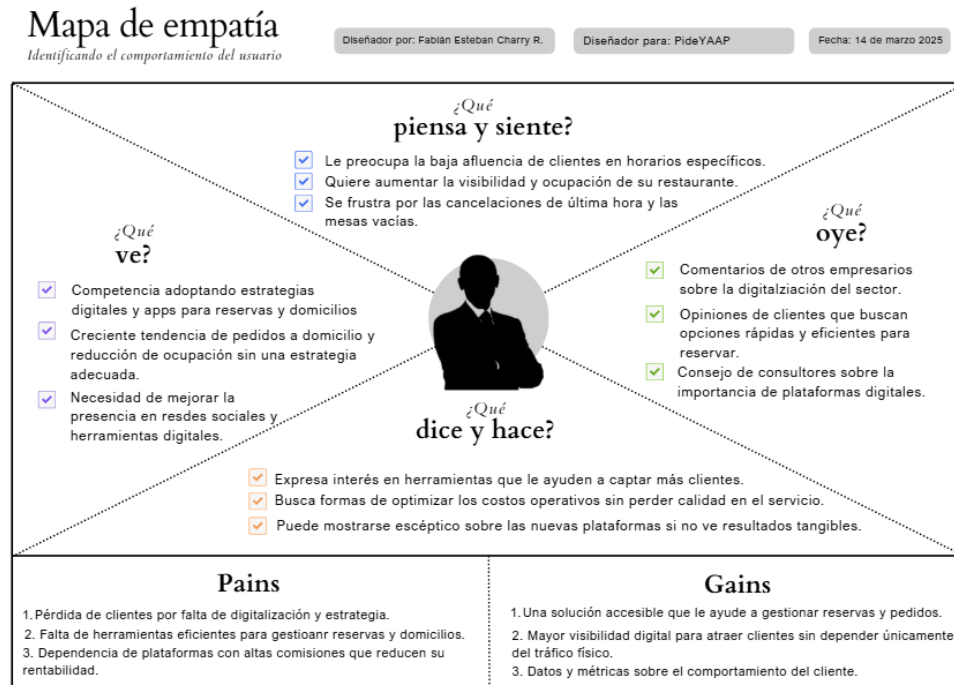 Mapa de empatía
Identificando el comportamiento del usuario
Diseñador por: Fabián Esteban Charry R.
Diseñador para: PideYAAP
Fecha: 14 de marzo 2025
¿Qué
piensa y siente?
Le preocupa la baja afluencia de clientes en horarios específicos.
Quiere aumentar la visibilidad y ocupación de su restaurante.
Se frustra por las cancelaciones de última hora y las
mesas vacías.
¿Qué
ve?
Competencia adoptando estrategias
digitales y apps para reservas y domicilios
Creciente tendencia de pedidos a domicilio y
reducción de ocupación sin una estrategia
adecuada.
Necesidad de mejorar la
presencia en resdes sociales y
herramientas digitales.
¿Qué
oye?
Comentarios de otros empresarios
sobre la digitalziación del sector.
Opiniones de clientes que buscan
opciones rápidas y eficientes para
reservar.
Consejo de consultores sobre la
importancia de plataformas digitales.
¿Qué
dice y hace?
Expresa interés en herramientas que le ayuden a captar más clientes.
Busca formas de optimizar los costos operativos sin perder calidad en el servicio.
Puede mostrarse escéptico sobre las nuevas plataformas si no ve resultados tangibles.
Pains
1. Pérdida de clientes por falta de digitalización y estrategia.
2. Falta de herramientas eficientes para gestioanr reservas y domicilios.
3. Dependencia de plataformas con altas comisiones que reducen su
rentabilidad.
Gains
1. Una solución accesible que le ayude a gestionar reservas y pedidos.
2. Mayor visibilidad digital para atraer clientes sin depender únicamente
del tráfico físico.
3. Datos y métricas sobre el comportamiento del cliente.